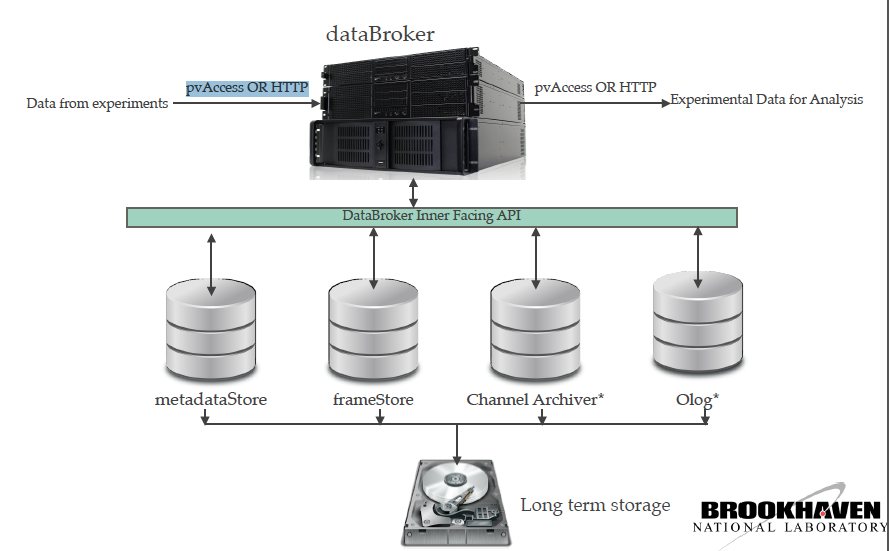 dataBroker
pvAccess OR HTTP
pvAccess OR HTTP
Data from experiments
Experimental Data for Analysis
DataBroker Inner Facing API
metadataStore
frameStore
Channel Archiver*
Olog*
Long term storage
BROOKHAVEN
NATIONAL LABORATORY